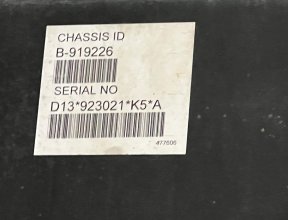 CHASSIS ID
B-919226
SERIAL NO
D13*923021*K5*A
477606